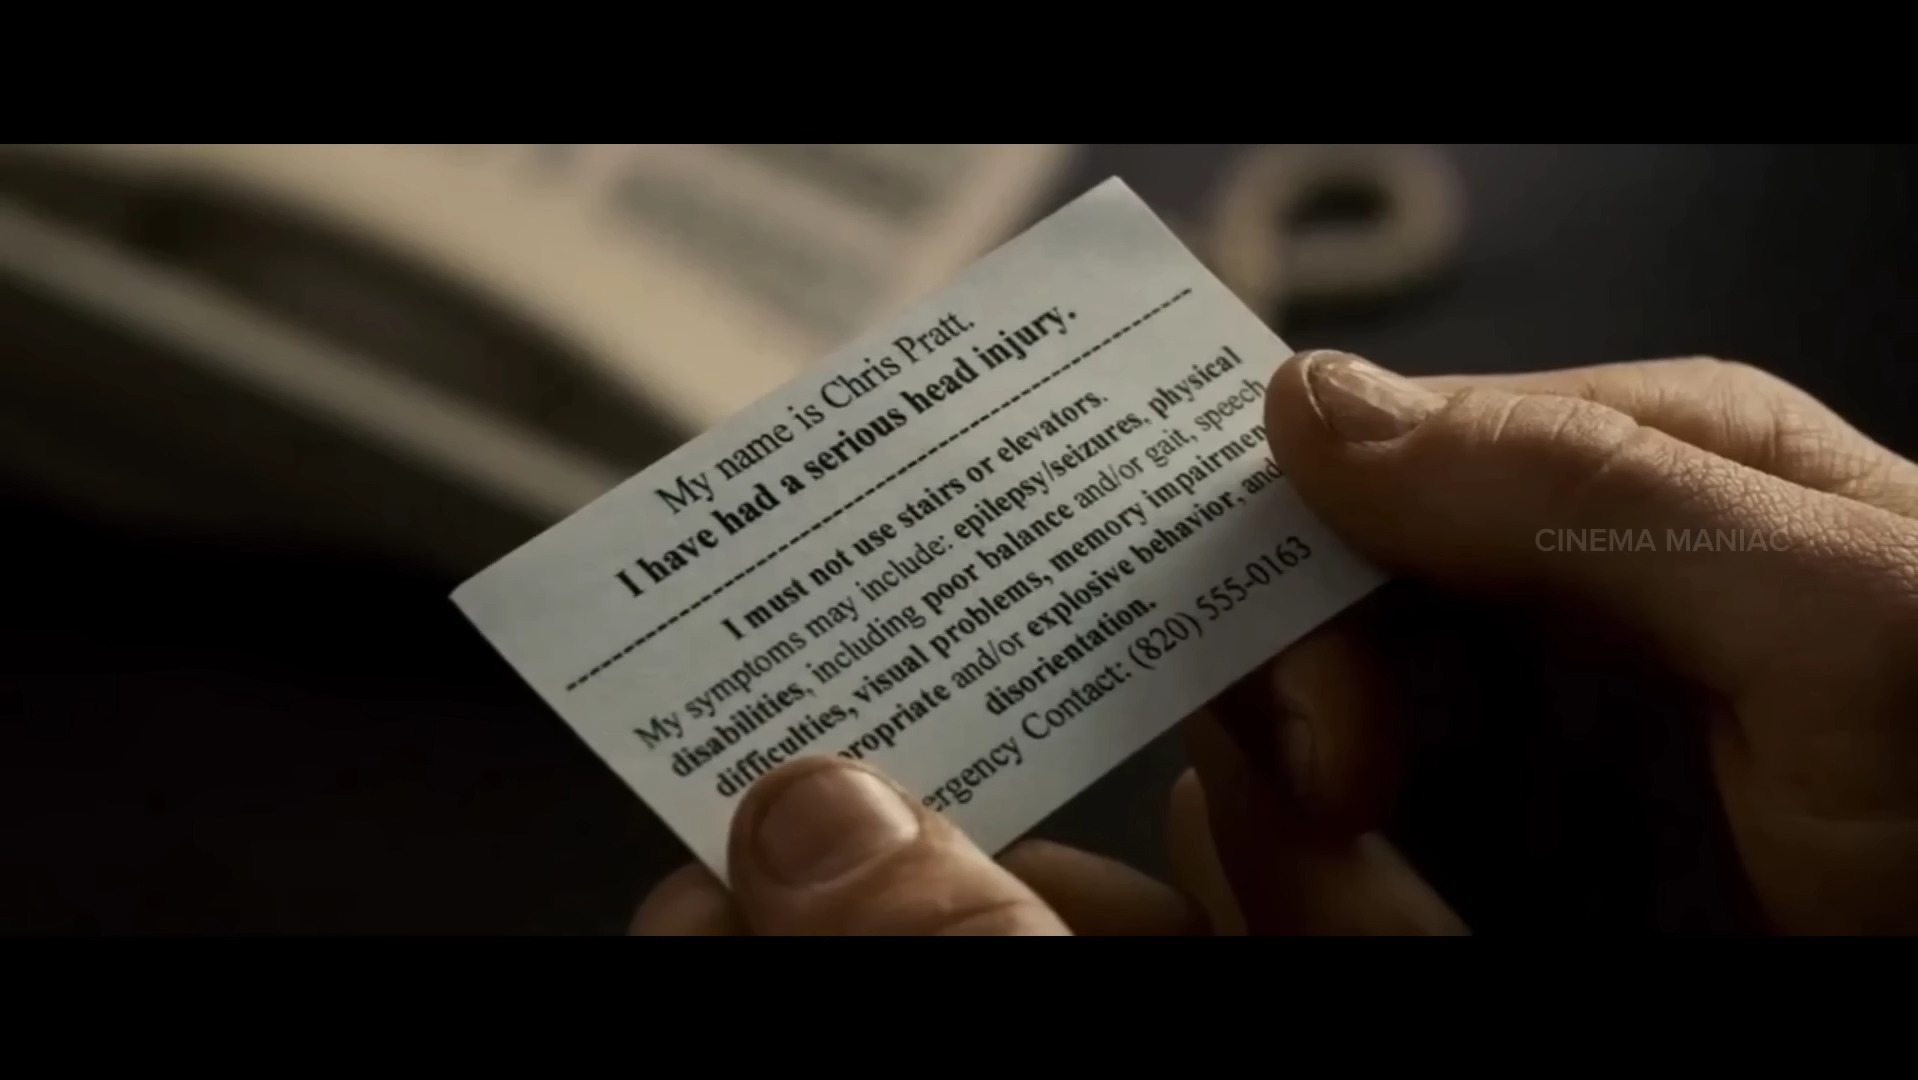 My name is Chris Pratt.
I have had a serious head injury.
I must not use stairs or elevators.
My symptoms may include: epilepsy/seizures, physical
disabilities, including poor balance and/or gait, speech
difficulties, visual problems, memory impairmen
propriate and/or explosive behavior, and
disorientation.
ergency Contact: (820) 555-0163
CINEMA MANIAC